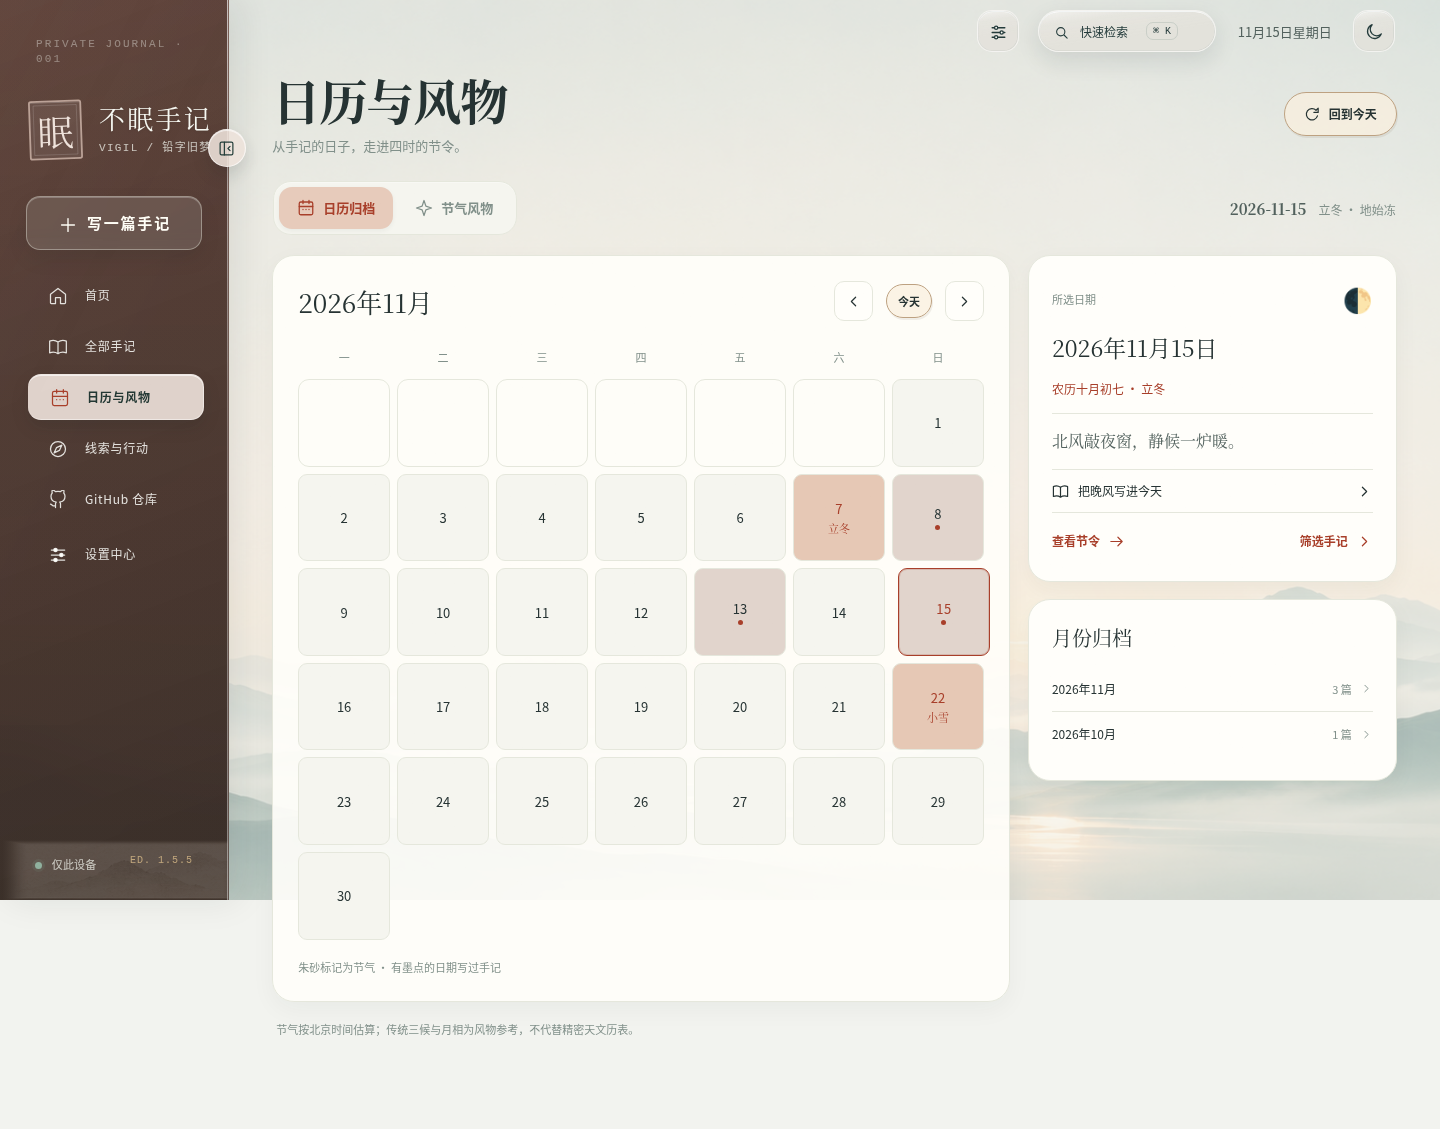 PRIVATE JOURNAL ·
001
眠
不眠手记
VIGIL / 铅字旧梦
写一篇手记
首页
全部手记
日历与风物
线索与行动
GitHub 仓库
设置中心
仅此设备
ED. 1.5.5
快速检索
⌘ K
11月15日星期日
日历与风物
从手记的日子，走进四时的节令。
回到今天
日历归档
节气风物
2026-11-15
立冬 · 地始冻
2026年11月
今天
一 二 三 四 五 六 日
1
2 3 4 5 6 7 8
立冬
9 10 11 12 13 14 15
16 17 18 19 20 21 22
小雪
23 24 25 26 27 28 29
30
朱砂标记为节气 · 有墨点的日期写过手记
节气按北京时间估算；传统三候与月相为风物参考，不代替精密天文历表。
所选日期
2026年11月15日
农历十月初七 · 立冬
北风敲夜窗，静候一炉暖。
把晚风写进今天
查看节令
筛选手记
月份归档
2026年11月 3 篇
2026年10月 1 篇